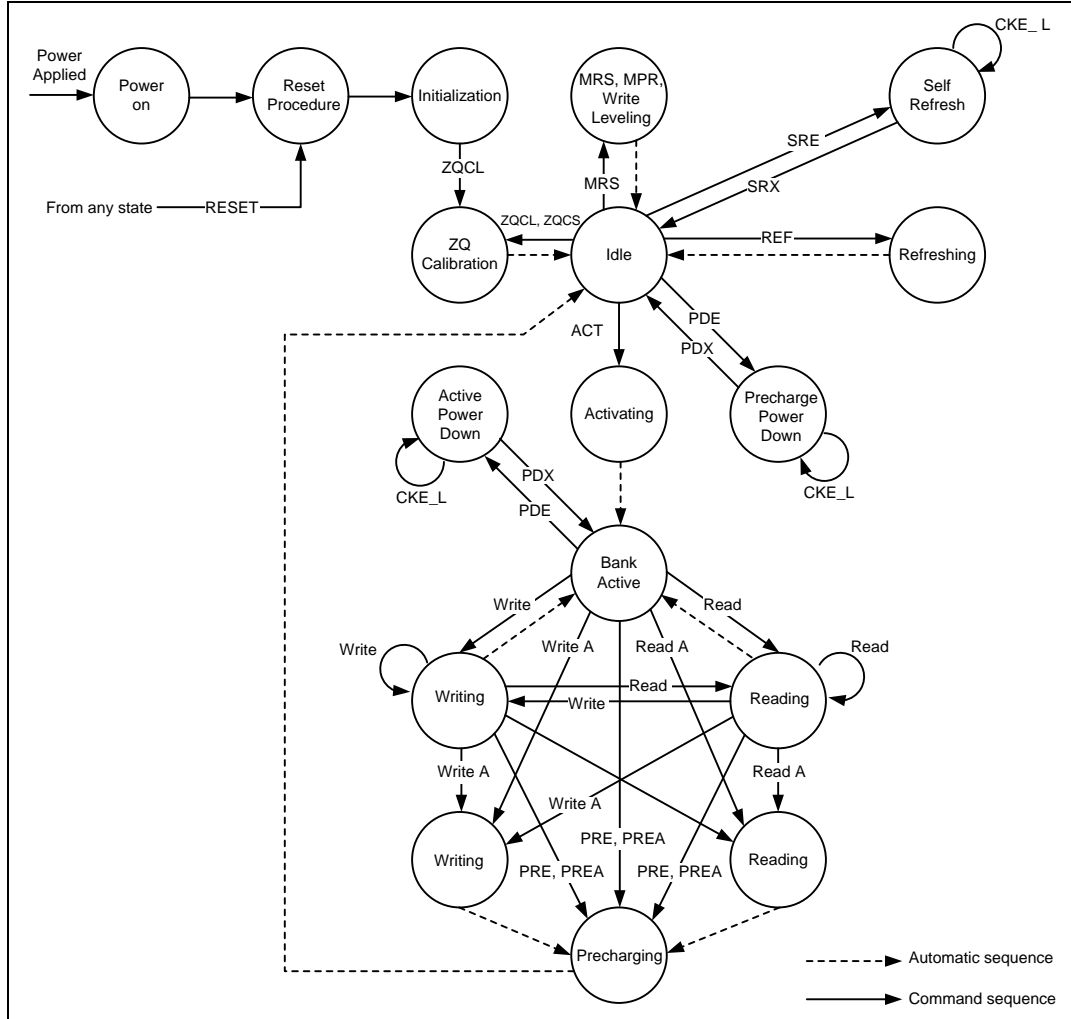 Power
Applied
Power
on
Reset
Procedure
Initialization
MRS, MPR,
Write
Leveling
CKE_ L
Self
Refresh
ZQCL
MRS
SRE
SRX
From any state
RESET
ZQ
Calibration
ZQCL, ZQCS
Idle
REF
Refreshing
ACT
PDE
PDX
Active
Power
Down
Activating
Precharge
Power
Down
CKE_L
PDX
PDE
CKE_L
Bank
Active
Write
Read
Write
Write A
Read A
Read
Writing
Read
Write
Reading
Write A
Write A
Read A
Writing
PRE, PREA
PRE, PREA
PRE, PREA
Reading
Precharging
Automatic sequence
Command sequence